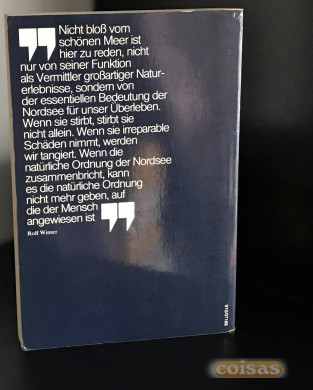 Nicht bloß vom
schönen Meer ist
hier zu reden, nicht
nur von seiner Funktion
als Vermittler großartiger Natur-
erlebnisse, sondern von
der essentiellen Bedeutung der
Nordsee für unser Überleben.
Wenn sie stirbt, stirbt sie
nicht allein. Wenn sie irreparable
Schäden nimmt, werden
wir tangiert. Wenn die
natürliche Ordnung der Nordsee
zusammenbricht, kann
es die natürliche Ordnung
nicht mehr geben, auf
die der Mensch
angewiesen ist
Rolf Winter
coisas